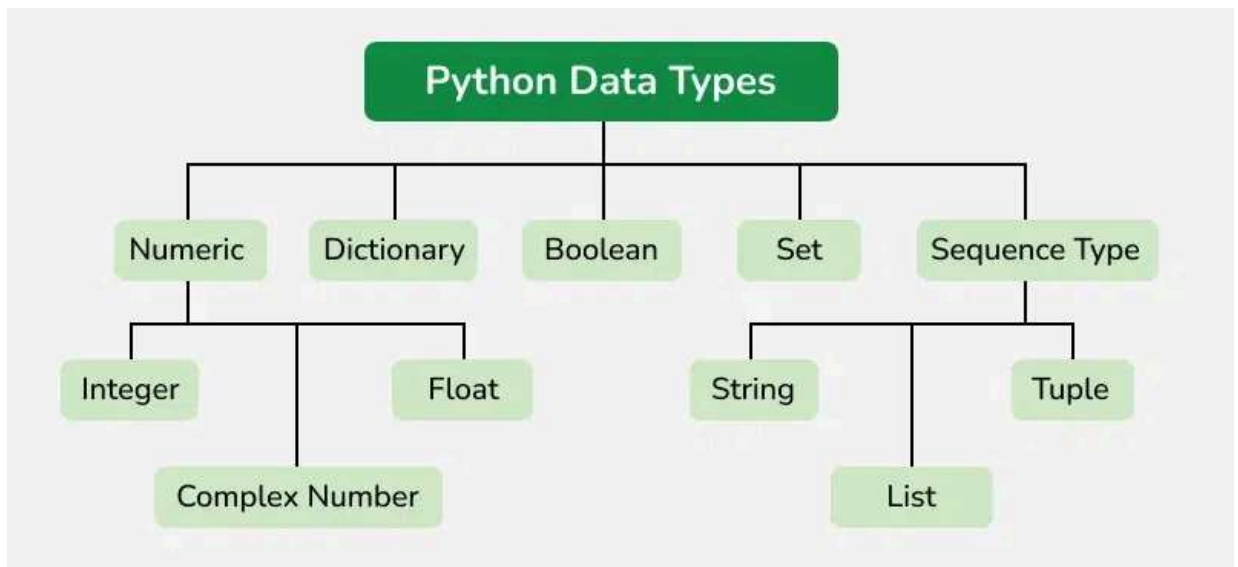 Python Data Types
Numeric
Dictionary
Boolean
Set
Sequence Type
Integer
Float
String
Tuple
Complex Number
List